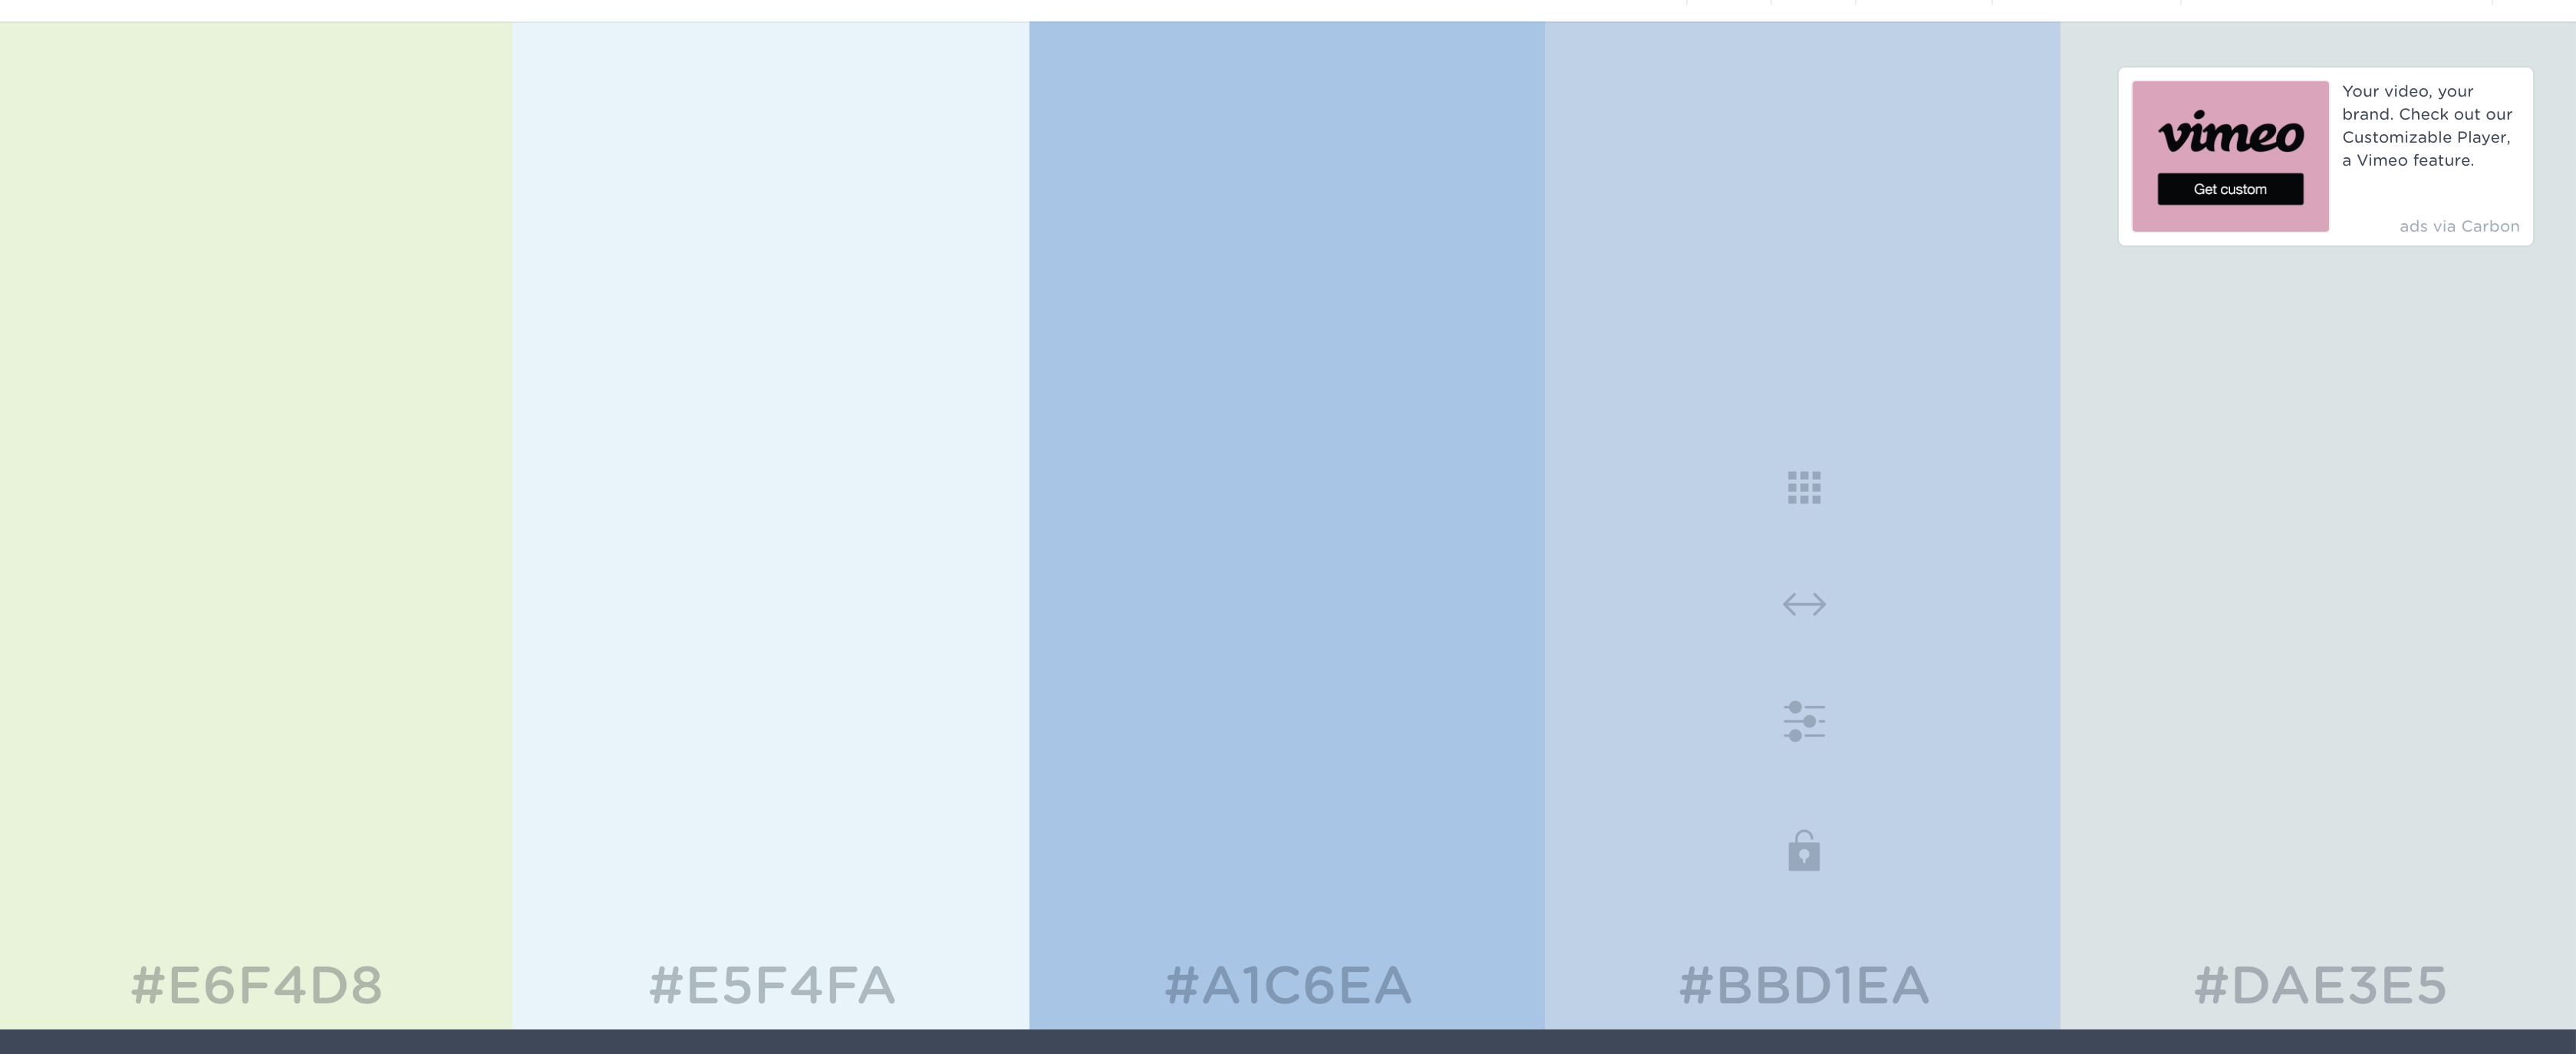 vimeo
Get custom
Your video, your
brand. Check out our
Customizable Player,
a Vimeo feature.
ads via Carbon
#E6F4D8
#E5F4FA
#A1C6EA
#BBD1EA
#DAE3E5